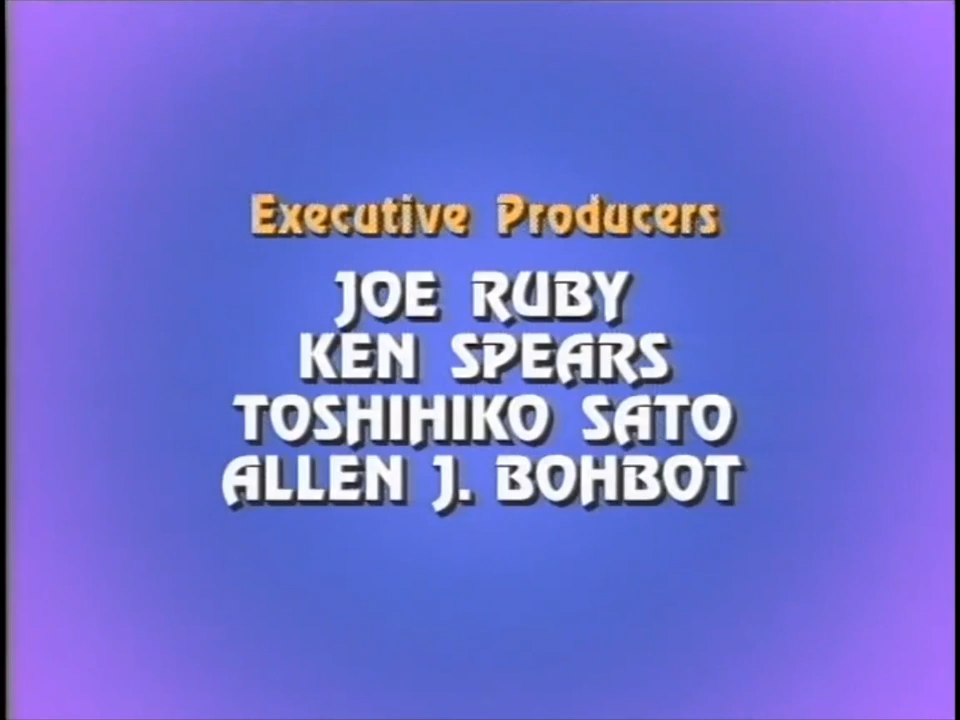 Executive Producers
JOE RUBY
KEN SPEARS
TOSHIHIKO SATO
ALLEN J. BOHBOT